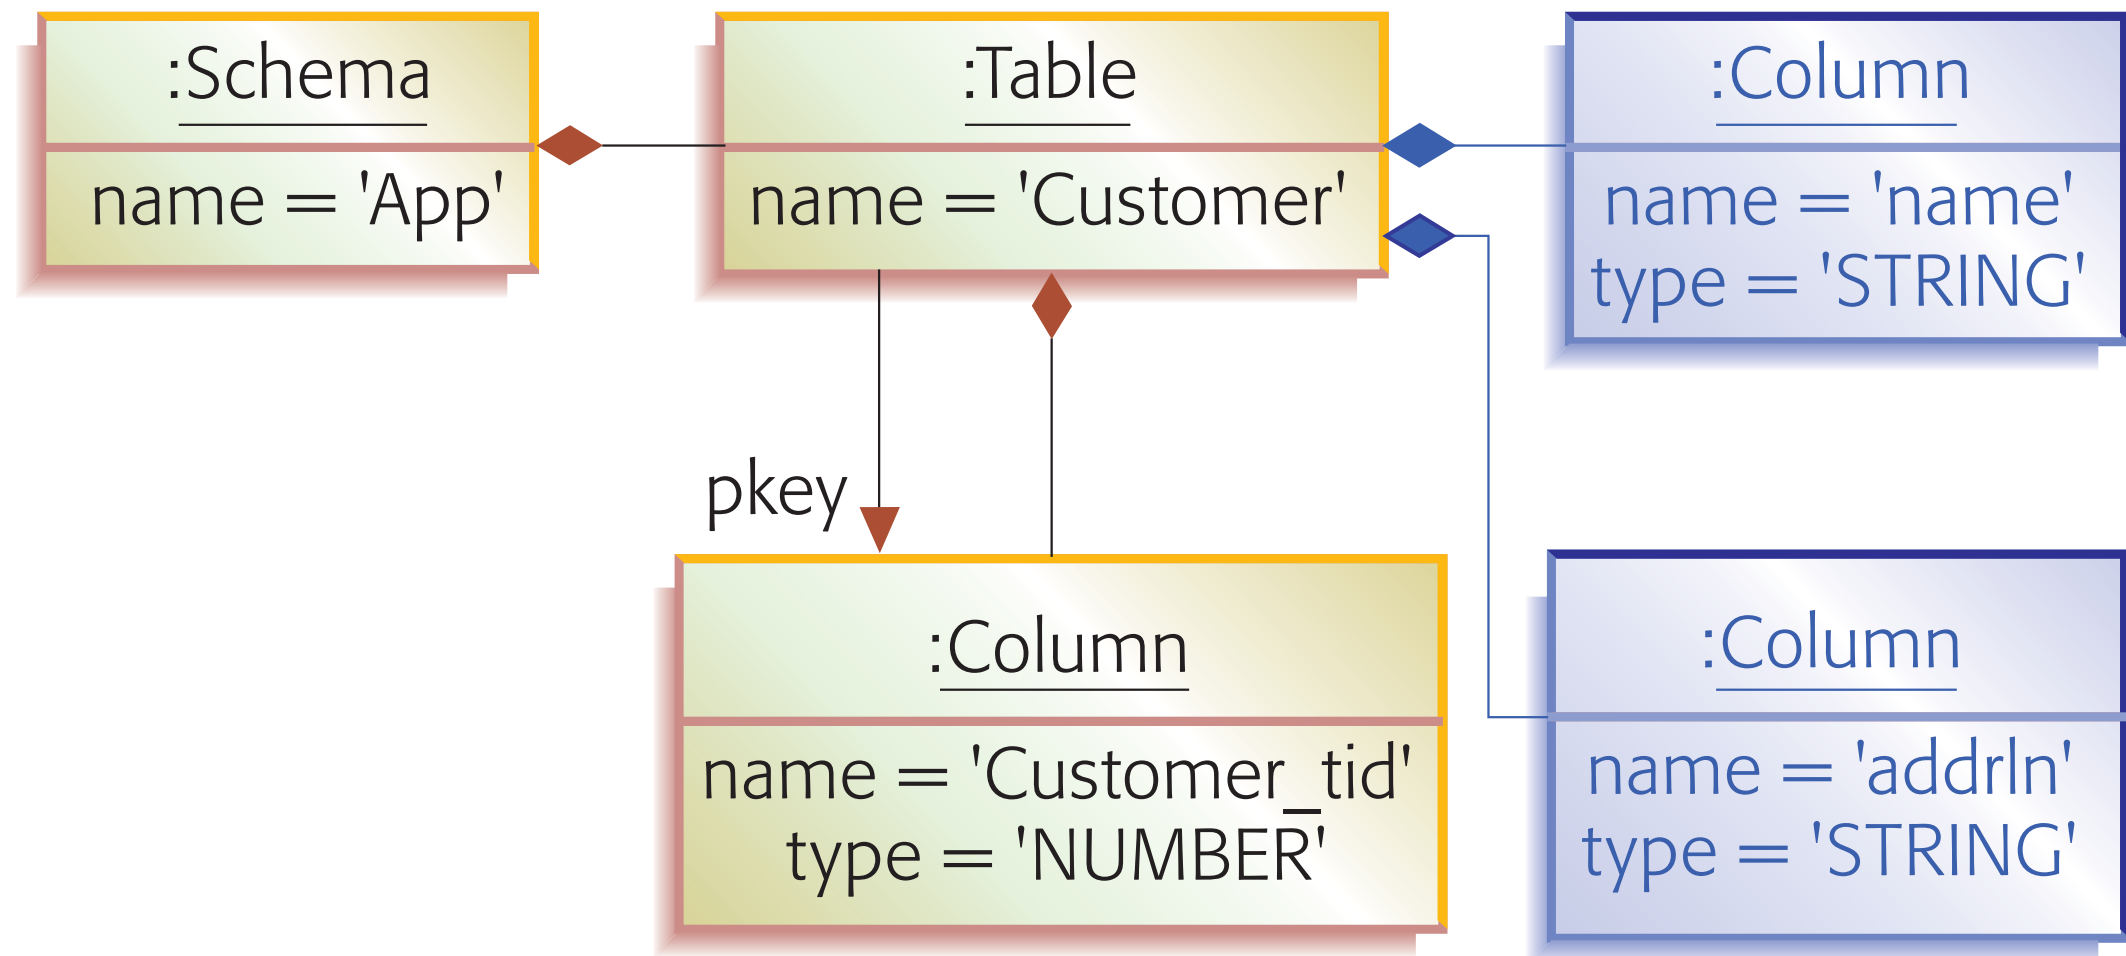 :Schema
name = 'App'
:Table
name = 'Customer'
:Column
name = 'name'
type = 'STRING'
pkey
:Column
name = 'Customer_tid'
type = 'NUMBER'
:Column
name = 'addrln'
type = 'STRING'